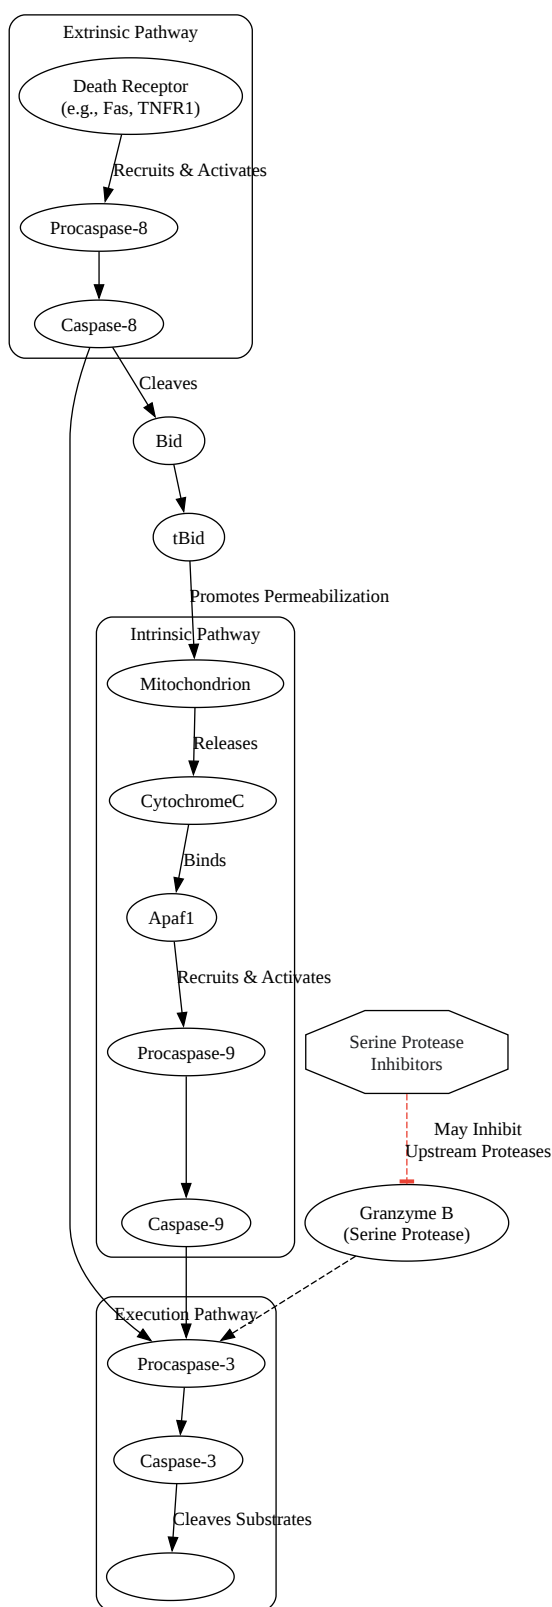 Extrinsic Pathway
Death Receptor
(e.g., Fas, TNFR1)
Recruits & Activates
Procaspase-8
Caspase-8
Cleaves
Bid
tBid
Promotes Permeabilization
Intrinsic Pathway
Mitochondrion
Releases
CytochromeC
Binds
Apaf1
Recruits & Activates
Procaspase-9
Serine Protease
Inhibitors
May Inhibit
Upstream Proteases
Caspase-9
Granzyme B
(Serine Protease)
Execution Pathway
Procaspase-3
Caspase-3
Cleaves Substrates